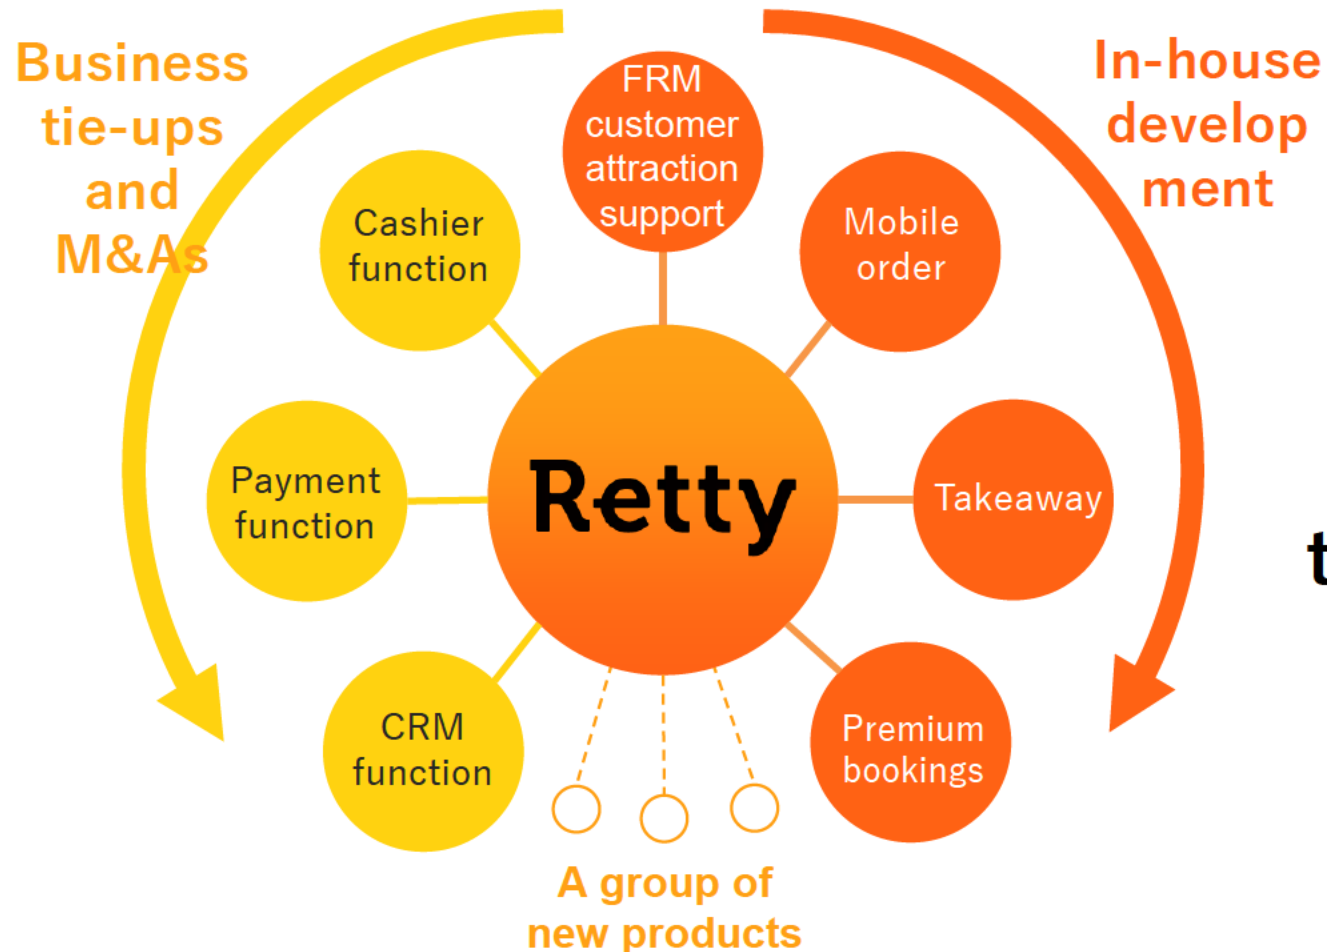 Business
tie-ups
and
M&As
In-house
develop
ment
FRM
customer
attraction
support
Cashier
function
Mobile
order
Payment
function
Retty
Takeaway
t
CRM
function
Premium
bookings
A group of
new products